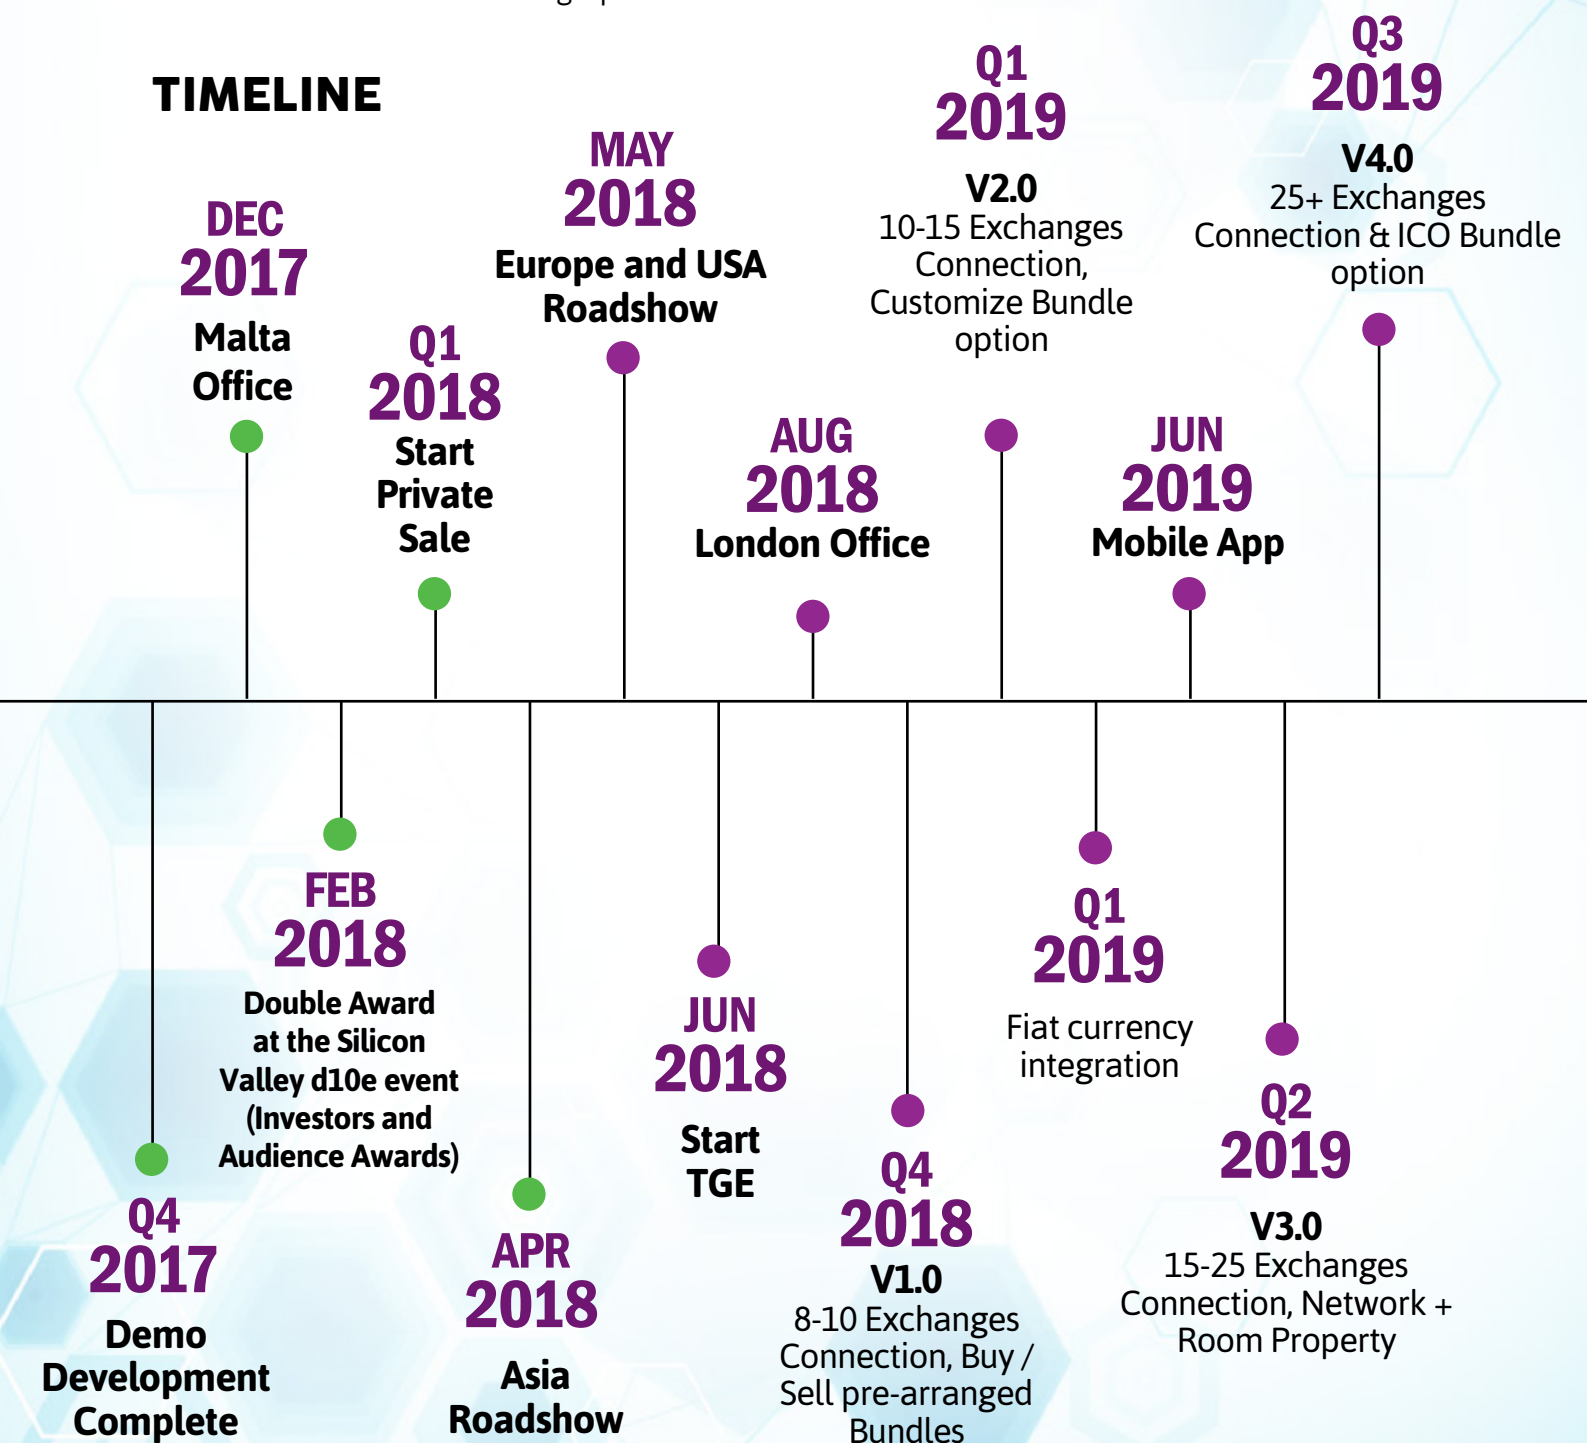 TIMELINE
DEC
2017
Malta
Office
Q1
2018
Start
Private
Sale
MAY
2018
Europe and USA
Roadshow
AUG
2018
London Office
Q1
2019
V2.0
10-15 Exchanges
Connection,
Customize Bundle
option
JUN
2019
Mobile App
Q3
2019
V4.0
25+ Exchanges
Connection & ICO Bundle
option
Q4
2017
Demo
Development
Complete
FEB
2018
Double Award
at the Silicon
Valley d10e event
(Investors and
Audience Awards)
APR
2018
Asia
Roadshow
JUN
2018
Start
TGE
Q4
2018
V1.0
8-10 Exchanges
Connection, Buy /
Sell pre-arranged
Bundles
Q1
2019
Fiat currency
integration
Q2
2019
V3.0
15-25 Exchanges
Connection, Network +
Room Property